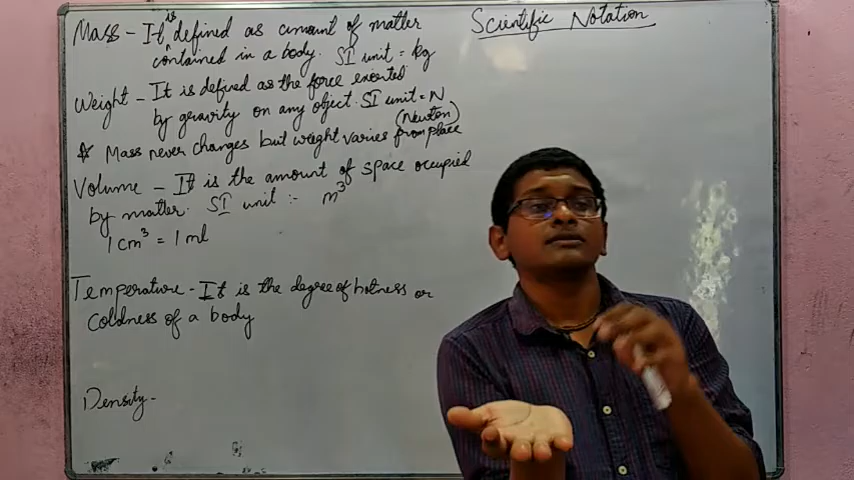 Mass - It is defined as amount of matter
contained in a body. SI unit = kg
Weight - It is defined as the force exerted
by gravity on any object. SI unit = N
(Newton)
☆ Mass never changes but weight varies from place
Volume - It is the amount of space occupied
by matter. SI unit :- m³
1 cm³ = 1 ml
Temperature - It is the degree of hotness or
coldness of a body
Density -
Scientific Notation